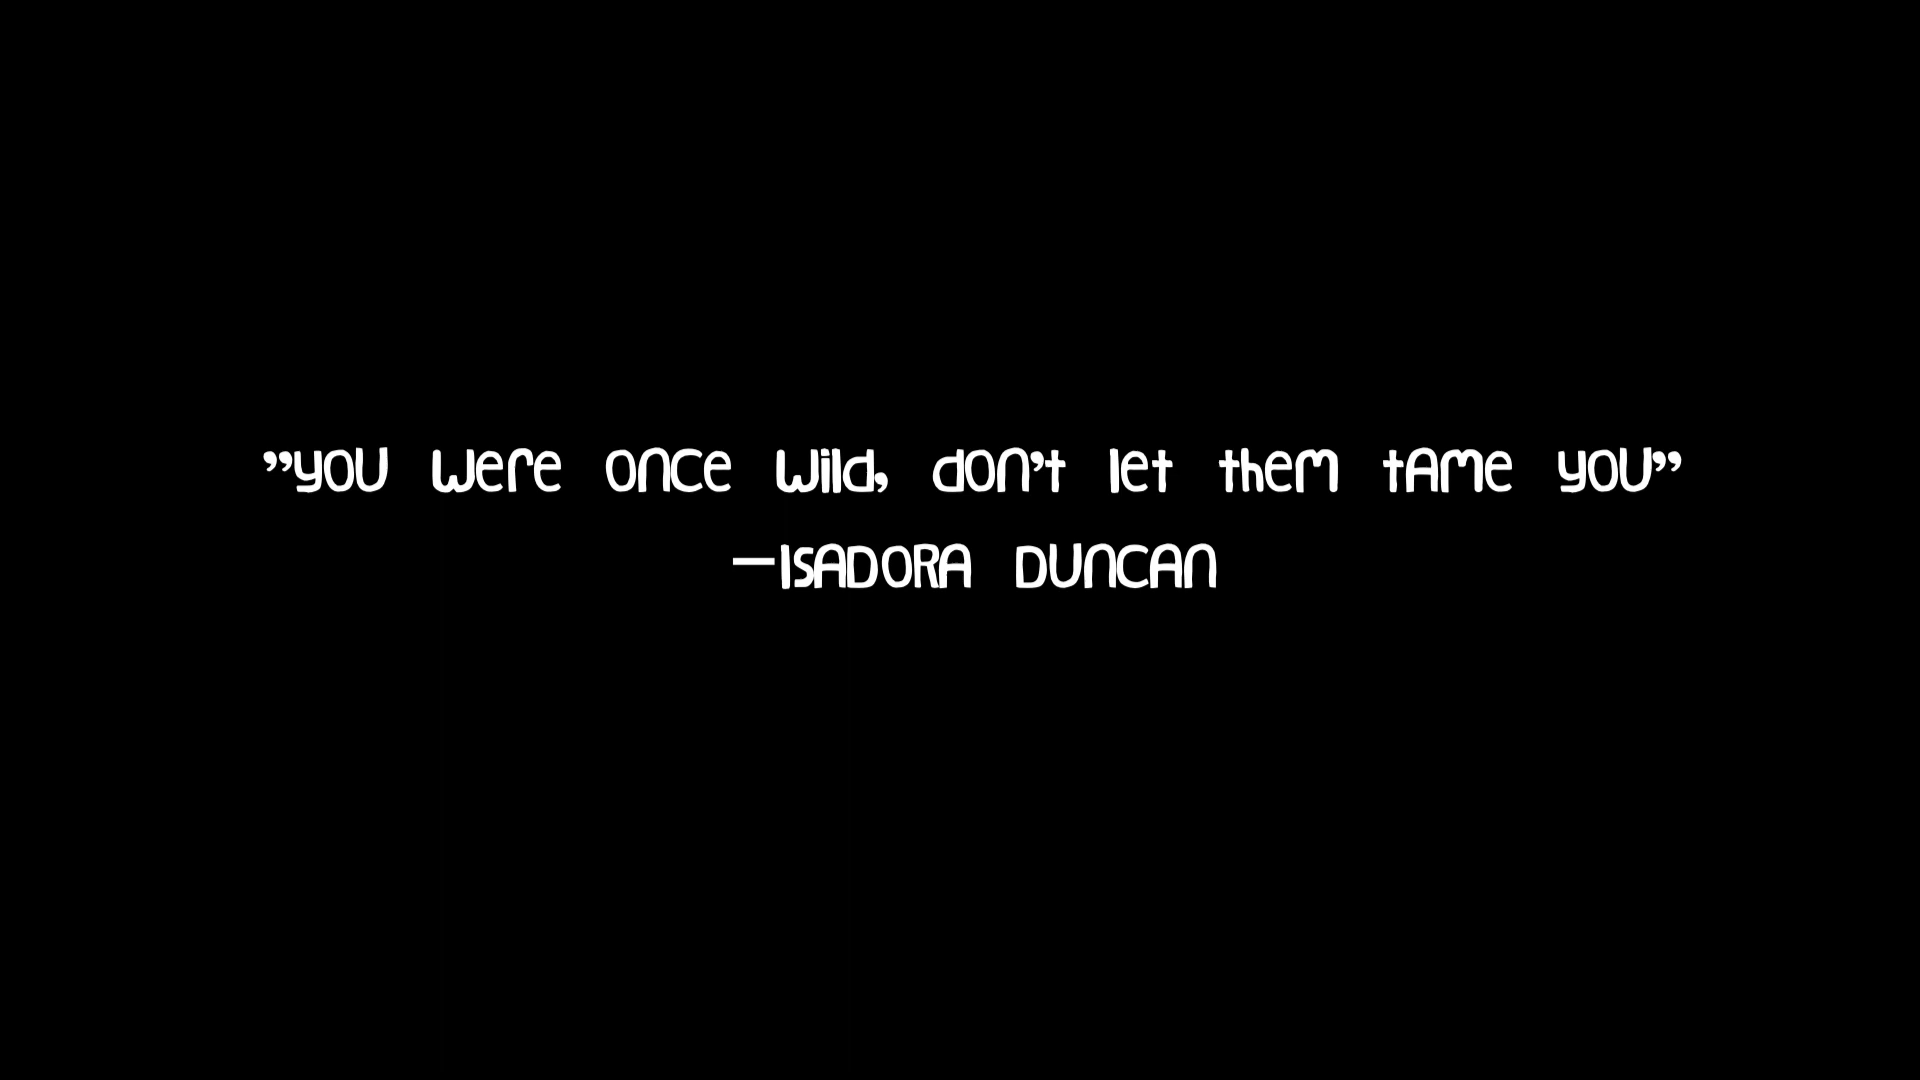 ”you were once wild, don’t let them tame you”
—ISADORA DUNCAN